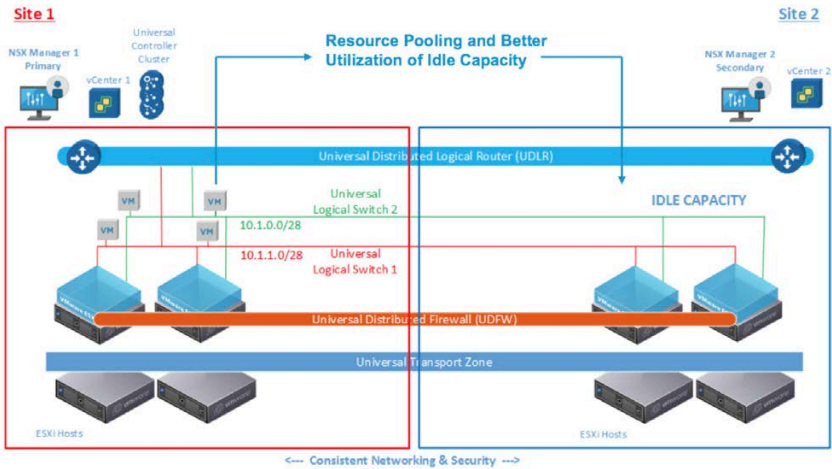 Site 1
Site 2
Universal
Controller
Cluster
NSX Manager 1
Primary
vCenter 1
Resource Pooling and Better
Utilization of Idle Capacity
NSX Manager 2
Secondary
vCenter 2
Universal Distributed Logical Router (UDLR)
VM
VM
Universal
Logical Switch 2
IDLE CAPACITY
10.1.0.0/28
VM
VM
10.1.1.0/28
Universal
Logical Switch 1
Universal Distributed Firewall (UDFW)
Universal Transport Zone
ESXi Hosts
ESXi Hosts
<--- Consistent Networking & Security --->